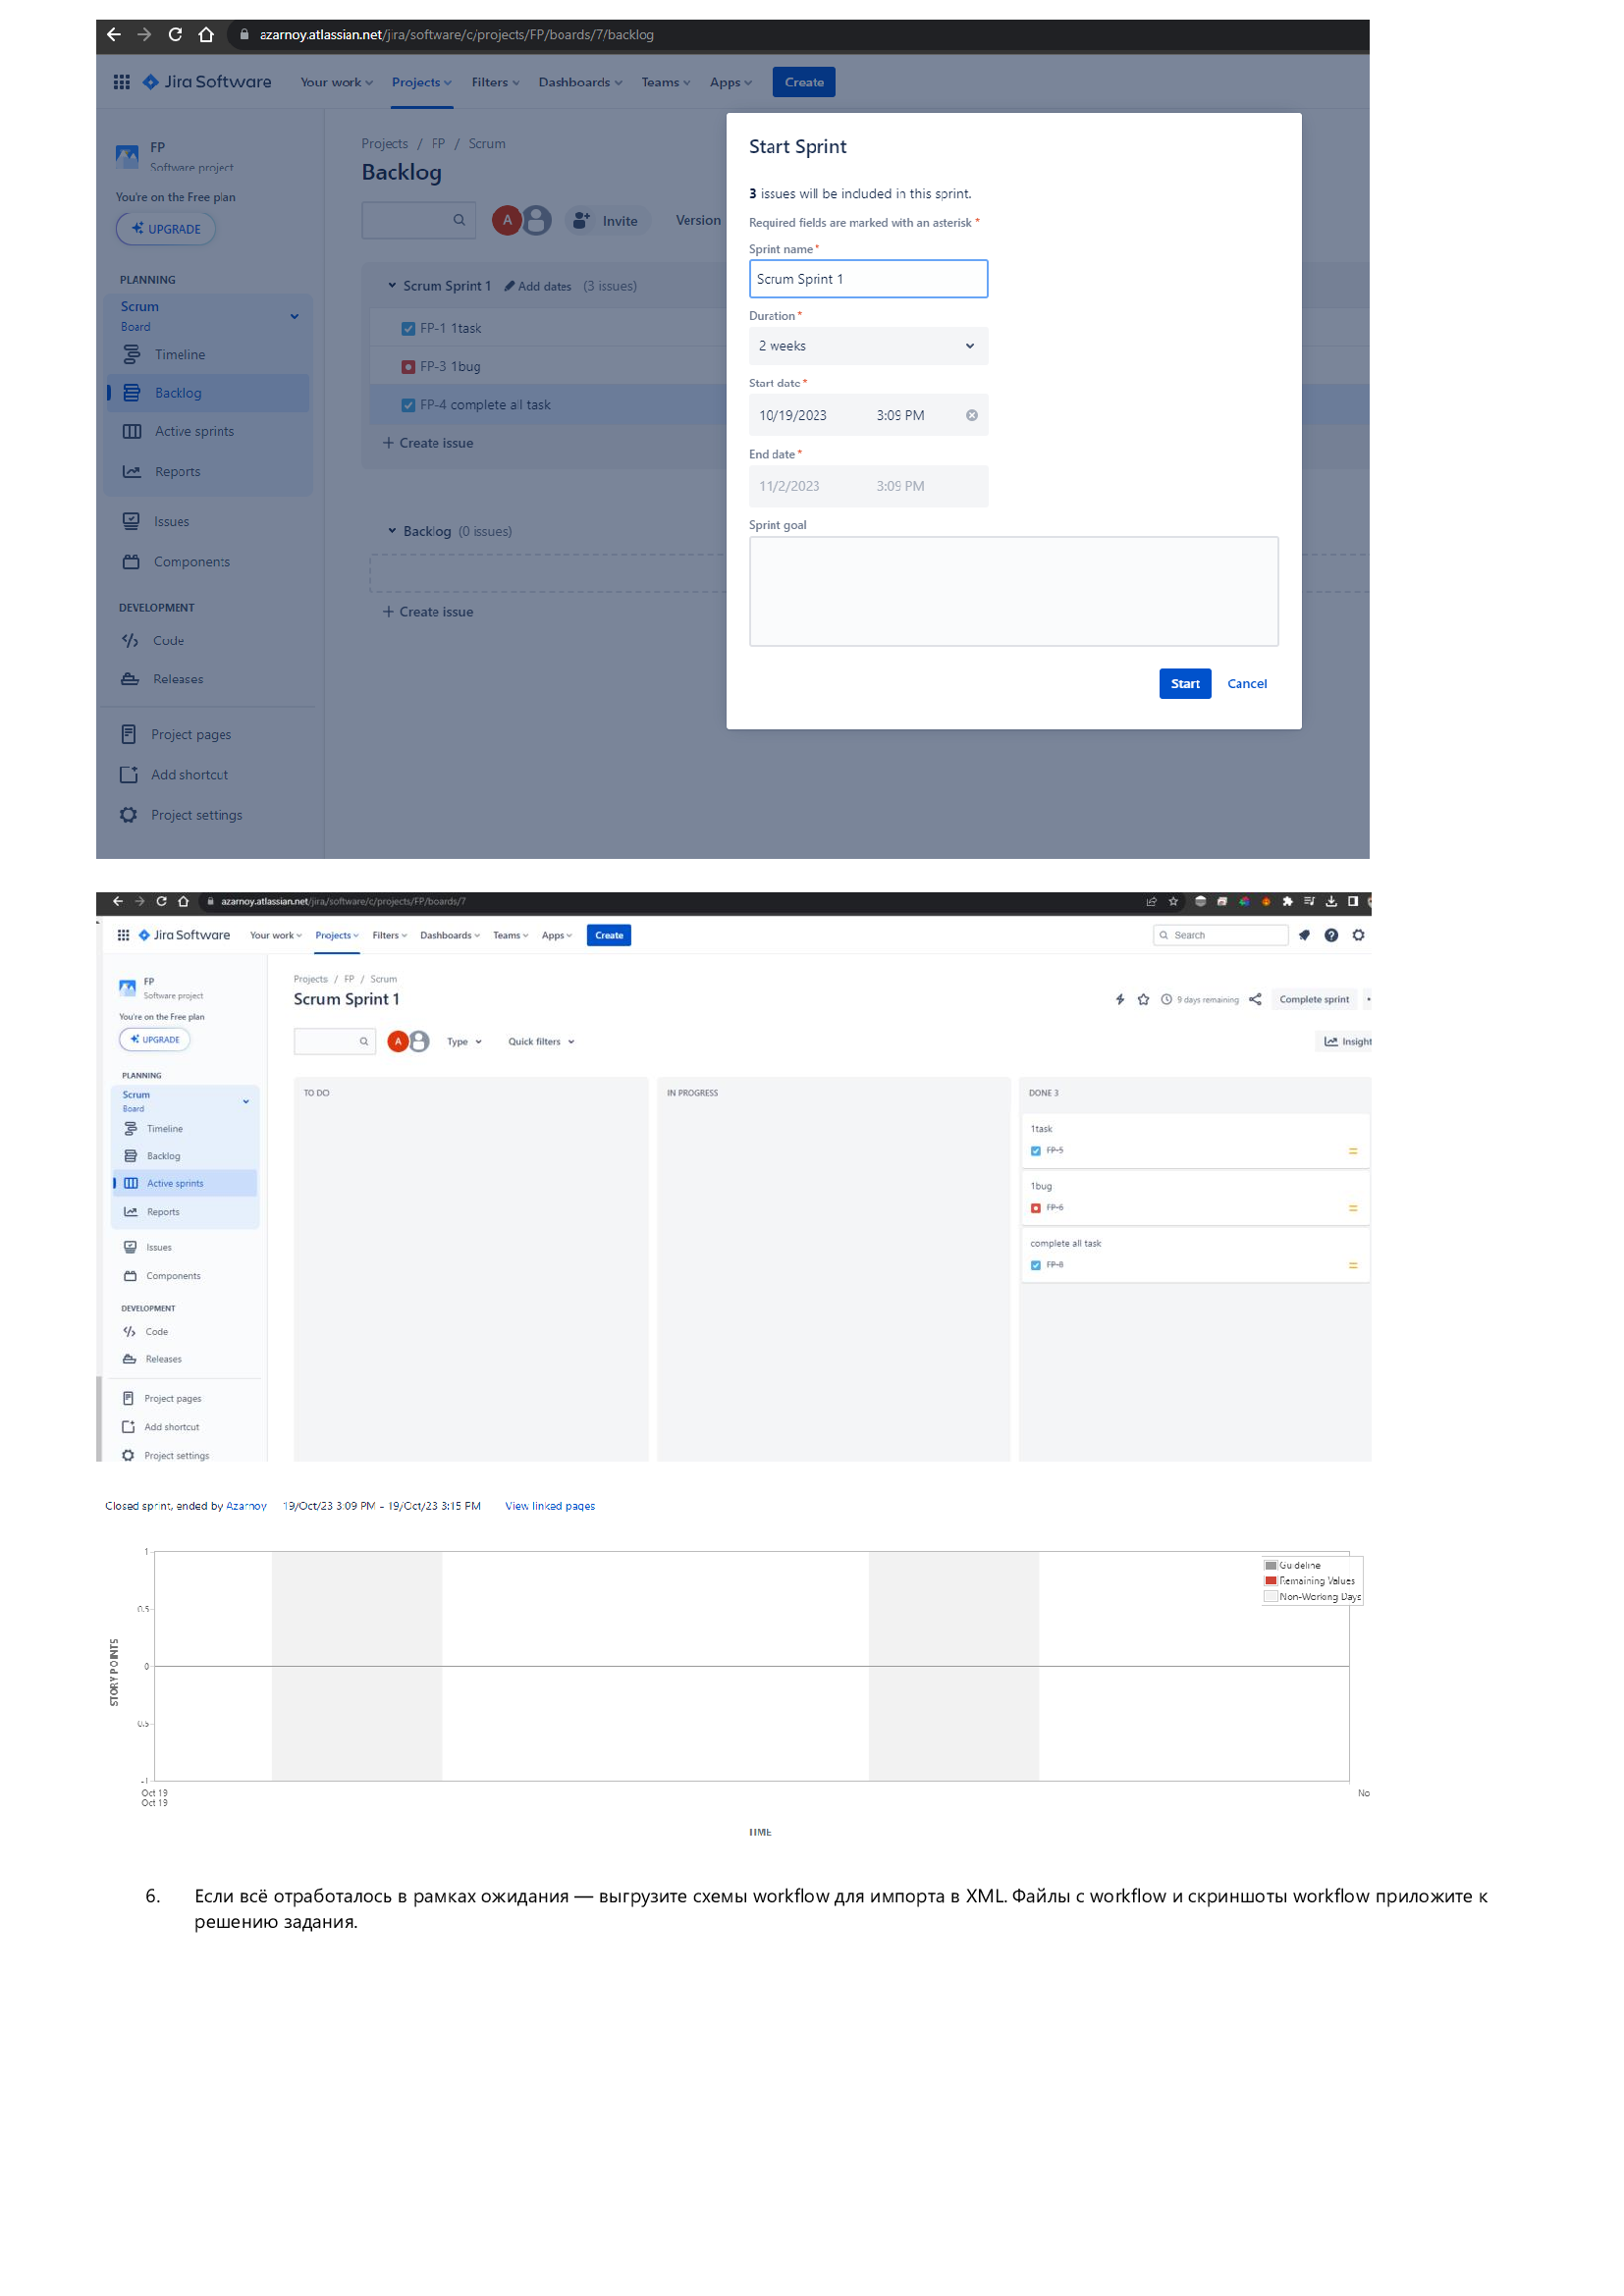 azarnoy.atlassian.net/jira/software/c/projects/FP/boards/7/backlog
Jira Software Your work Projects Filters Dashboards Teams Apps Create
FP
Software project
You're on the Free plan
UPGRADE
PLANNING
Scrum
Board
Timeline
Backlog
Active sprints
Reports
Issues
Components
DEVELOPMENT
Code
Releases
Project pages
Add shortcut
Project settings
Projects / FP / Scrum
Backlog
A Invite Version
Scrum Sprint 1 Add dates (3 issues)
FP-1 1task
FP-3 1bug
FP-4 complete all task
+ Create issue
Backlog (0 issues)
+ Create issue
Start Sprint
3 issues will be included in this sprint.
Required fields are marked with an asterisk *
Sprint name*
Scrum Sprint 1
Duration*
2 weeks
Start date*
10/19/2023 3:09 PM
End date*
11/2/2023 3:09 PM
Sprint goal
Start Cancel
azarnoy.atlassian.net/jira/software/c/projects/FP/boards/7
Jira Software Your work Projects Filters Dashboards Teams Apps Create Search
FP
Software project
You're on the Free plan
UPGRADE
PLANNING
Scrum
Board
Timeline
Backlog
Active sprints
Reports
Issues
Components
DEVELOPMENT
Code
Releases
Project pages
Add shortcut
Project settings
Projects / FP / Scrum
Scrum Sprint 1
9 days remaining Complete sprint
A Type Quick filters Insight
TO DO
IN PROGRESS
DONE 3
1task
FP-5
1bug
FP-6
complete all task
FP-8
Closed sprint, ended by Azarnoy 19/Oct/23 3:09 PM - 19/Oct/23 3:15 PM View linked pages
STORY POINTS
1
0.5
0
0.5
-1
Guideline
Remaining Values
Non-Working Days
Oct 19
Oct 19
No
TIME
6. Если всё отработалось в рамках ожидания — выгрузите схемы workflow для импорта в XML. Файлы с workflow и скриншоты workflow приложите к
решению задания.